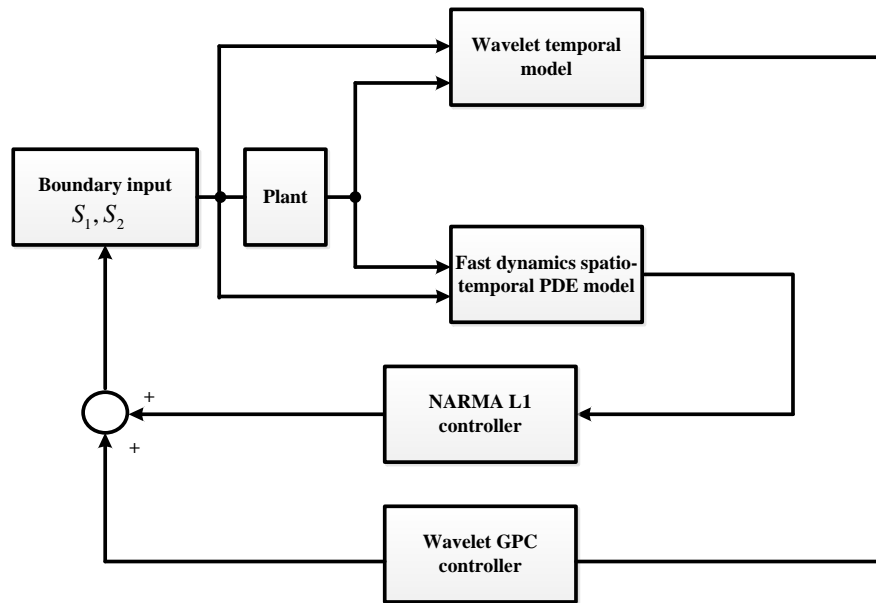 Wavelet temporal
model
Boundary input
S₁, S₂
Plant
Fast dynamics spatio-
temporal PDE model
+
NARMA L1
controller
+
Wavelet GPC
controller